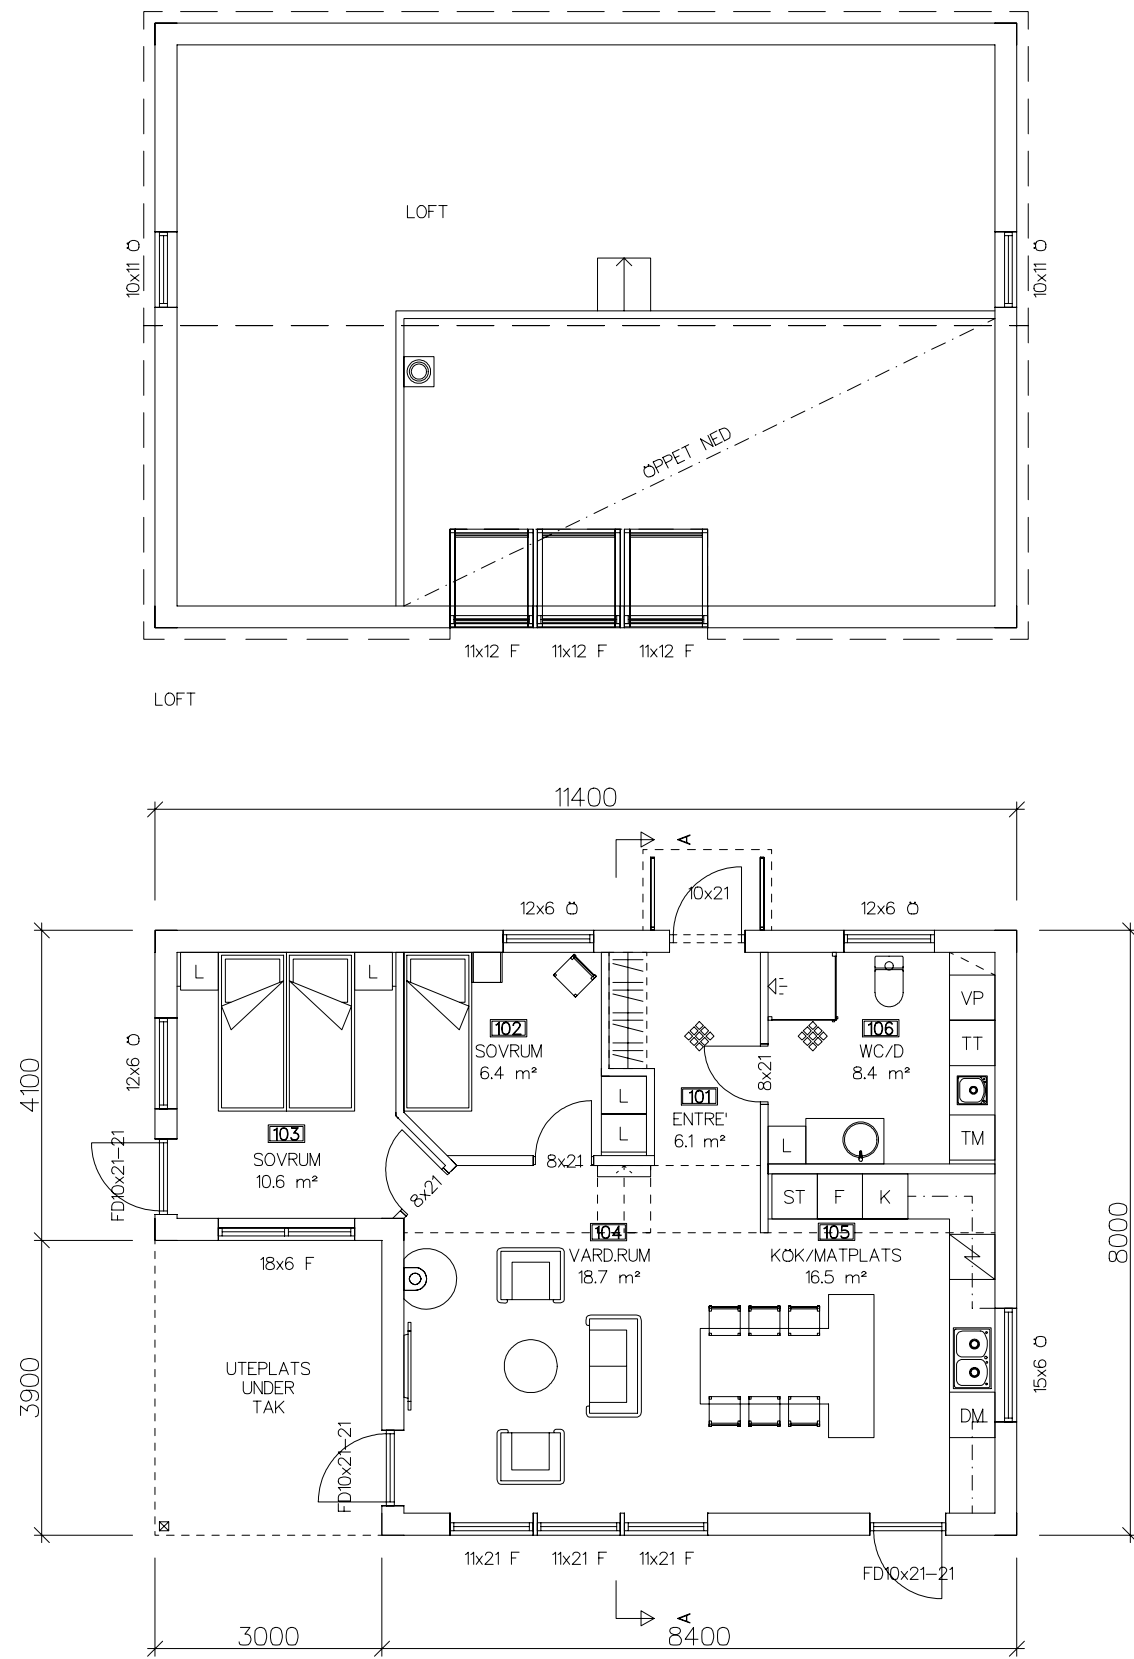 LOFT
10x11 Ö
10x11 Ö
ÖPPET NED
11x12 F
11x12 F
11x12 F
LOFT
11400
A
10x21
12x6 Ö
12x6 Ö
L
L
102
SOVRUM
6.4 m²
106
WC/D
8.4 m²
VP
TT
TM
12x6 Ö
4100
8x21
L
L
101
ENTRE'
6.1 m²
103
SOVRUM
10.6 m²
FD10x21-21
8x21
8x21
L
ST
F
K
18x6 F
104
VARD.RUM
18.7 m²
105
KÖK/MATPLATS
16.5 m²
8000
3900
UTEPLATS
UNDER
TAK
15x6 Ö
DM
FD10x21-21
11x21 F
11x21 F
11x21 F
FD10x21-21
A
3000
8400